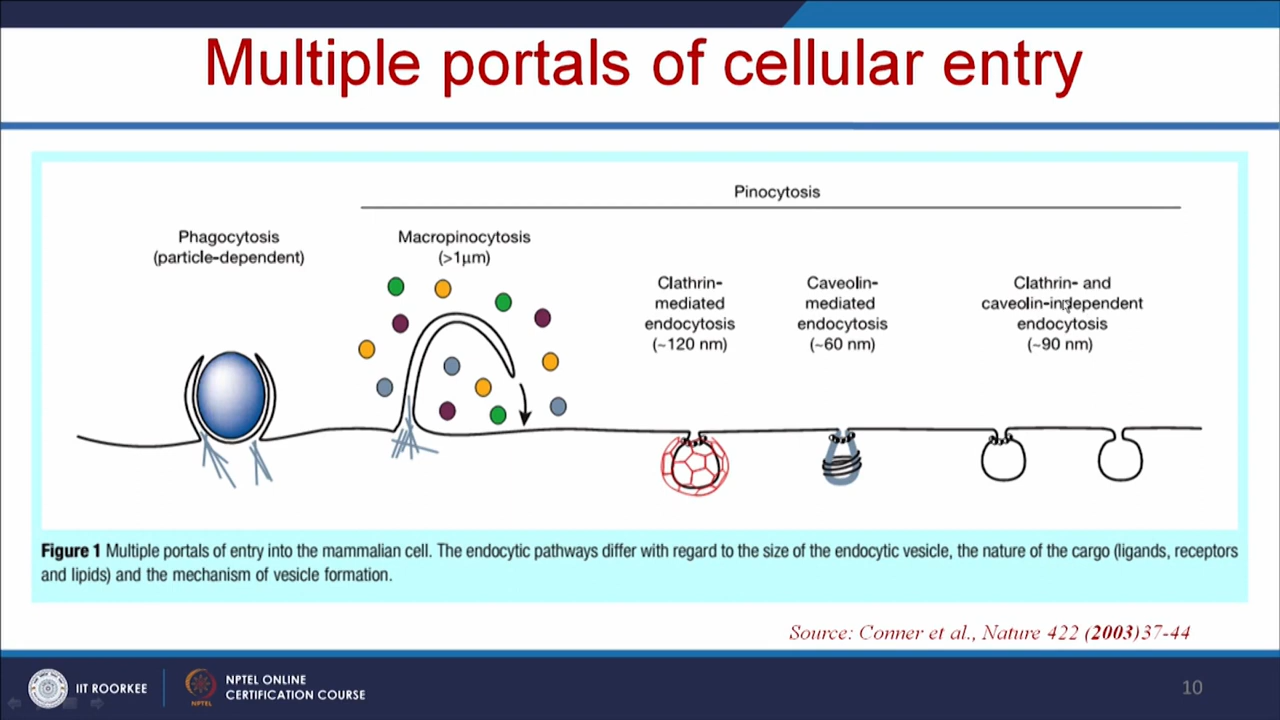 Multiple portals of cellular entry
Pinocytosis
Phagocytosis
(particle-dependent)
Macropinocytosis
(>1μm)
Clathrin-
mediated
endocytosis
(~120 nm)
Caveolin-
mediated
endocytosis
(~60 nm)
Clathrin- and
caveolin-independent
endocytosis
(~90 nm)
Figure 1 Multiple portals of entry into the mammalian cell. The endocytic pathways differ with regard to the size of the endocytic vesicle, the nature of the cargo (ligands, receptors
and lipids) and the mechanism of vesicle formation.
Source: Conner et al., Nature 422 (2003)37-44
IIT ROORKEE
NPTEL
NPTEL ONLINE
CERTIFICATION COURSE
10